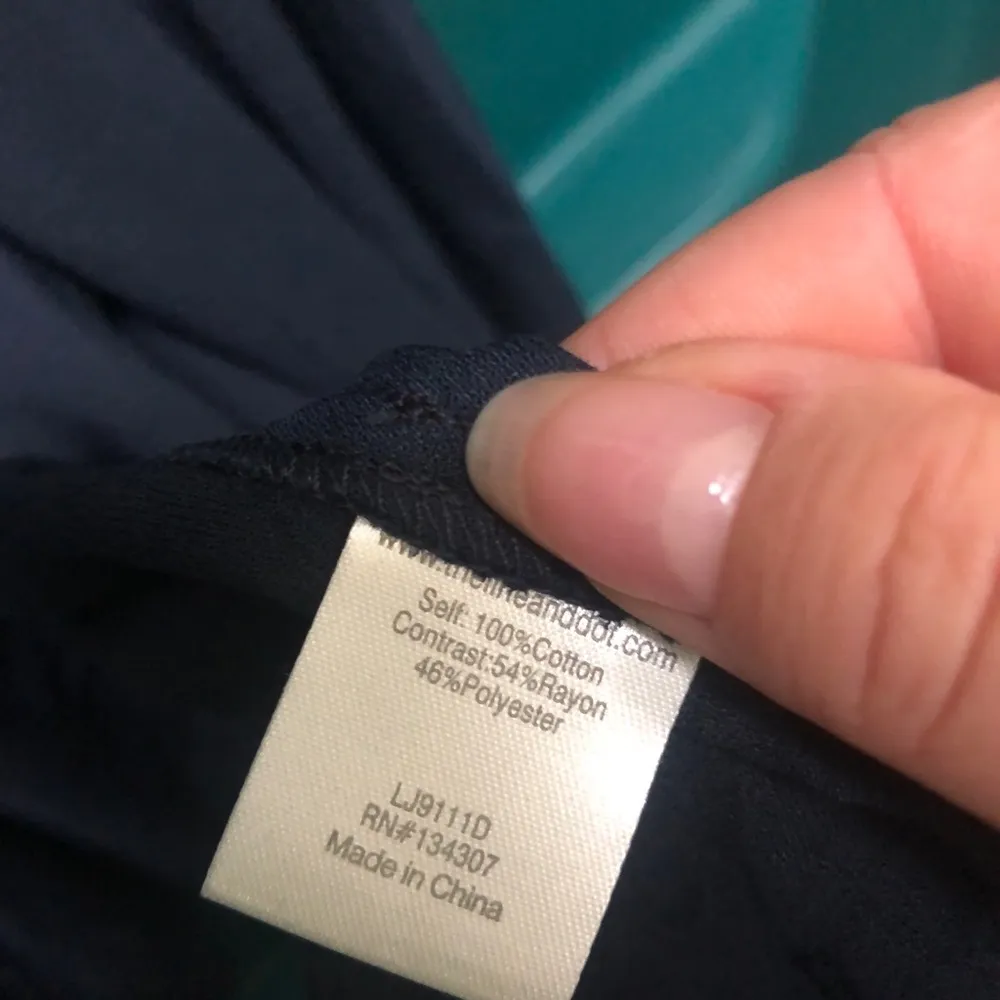 www.thelineanddot.com
Self: 100%Cotton
Contrast:54%Rayon
46%Polyester
LJ9111D
RN#134307
Made in China